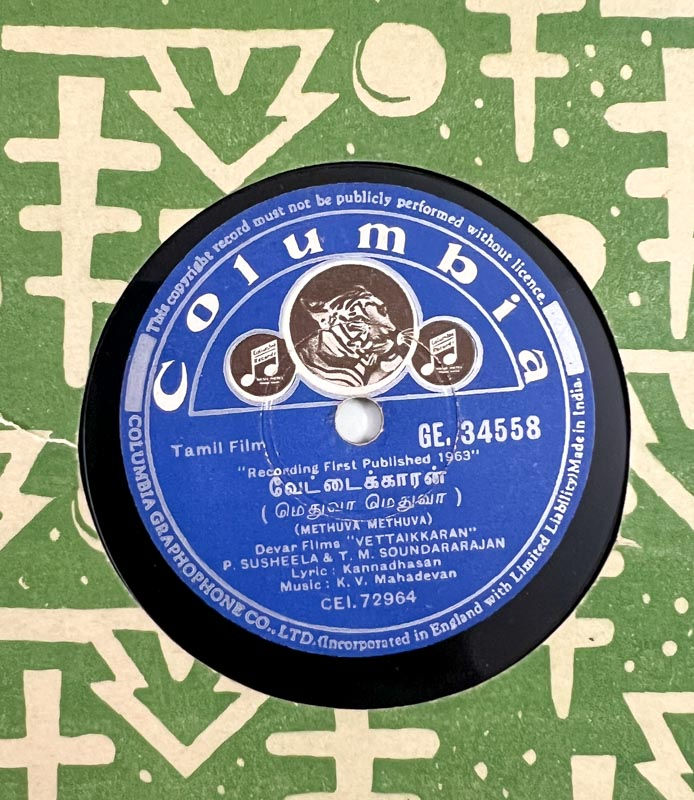 This copyright record must not be publicly performed without licence.
Columbia
Tamil Film
GE. 34558
"Recording First Published 1963"
வேட்டைக்காரன்
( மெதுவா மெதுவா )
(METHUVA METHUVA)
Devar Films "VETTAIKKARAN"
P. SUSHEELA & T. M. SOUNDARARAJAN
Lyric : Kannadhasan
Music : K. V. Mahadevan
CEI. 72964
COLUMBIA GRAPHOPHONE CO., LTD. (Incorporated in England with Limited Liability) Made in India.